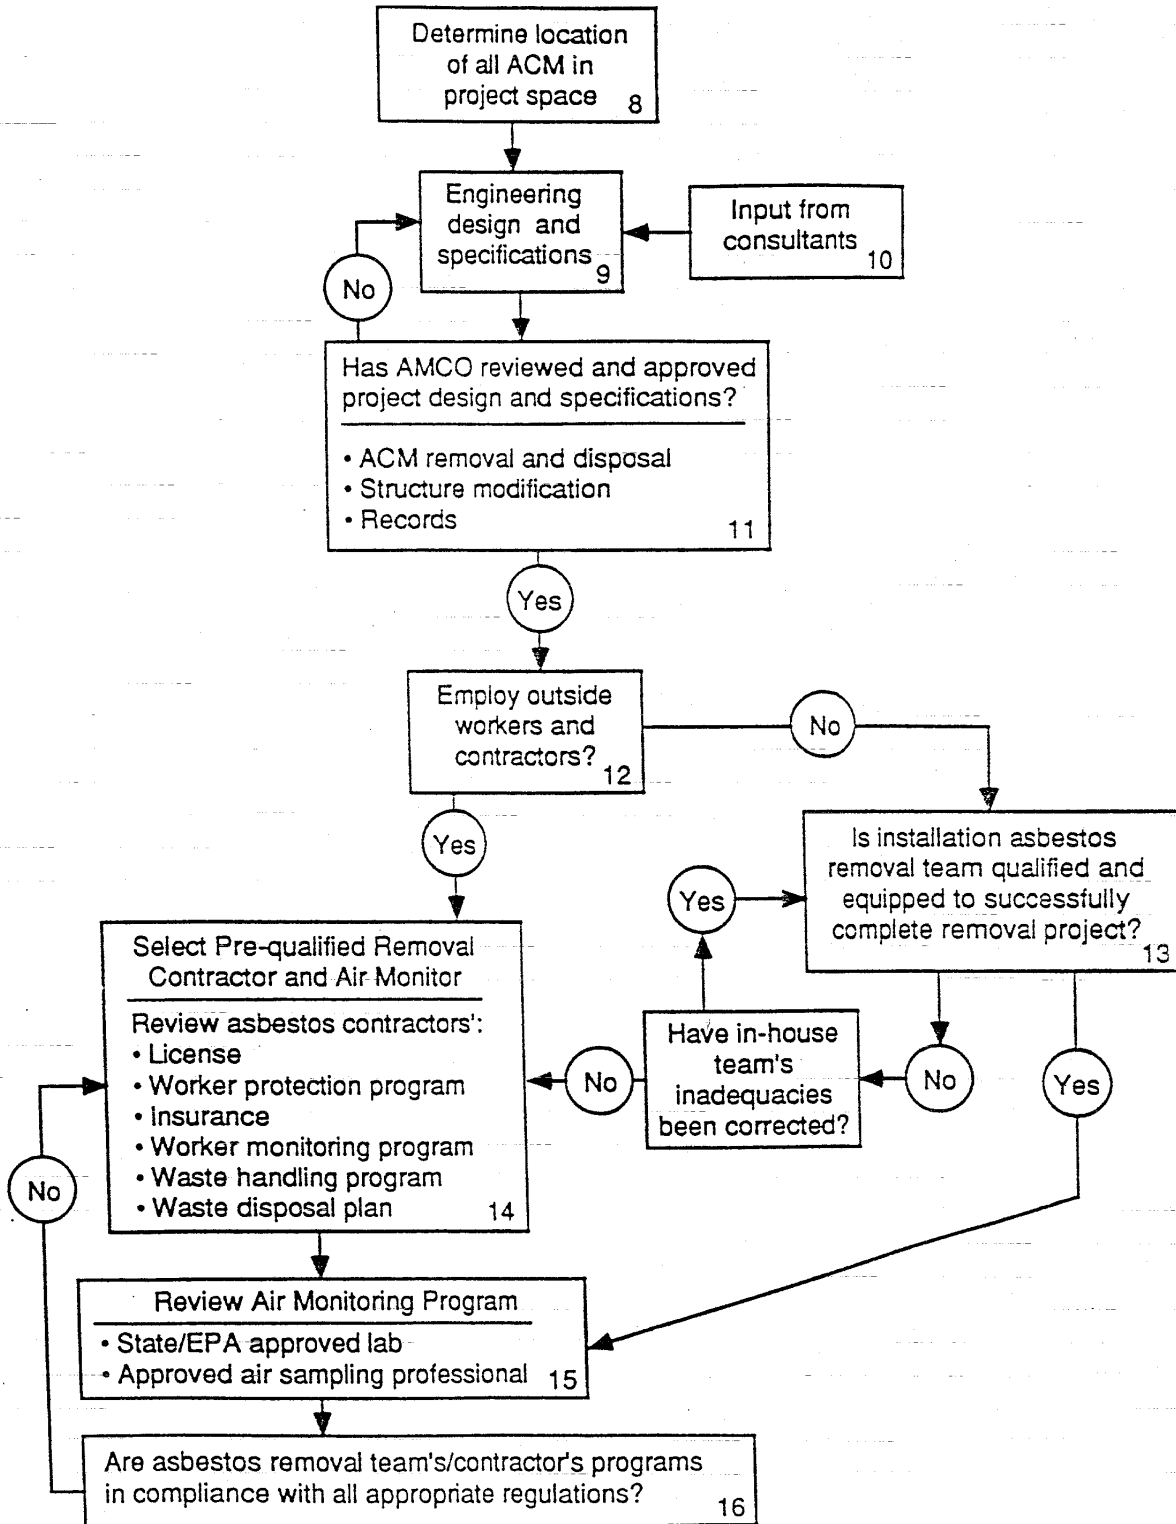 Determine location
of all ACM in
project space
8
Engineering
design and
specifications
9
Input from
consultants
10
No
Has AMCO reviewed and approved
project design and specifications?
• ACM removal and disposal
• Structure modification
• Records
11
Yes
Employ outside
workers and
contractors?
12
No
Yes
Is installation asbestos
removal team qualified and
equipped to successfully
complete removal project?
13
Yes
Select Pre-qualified Removal
Contractor and Air Monitor
Review asbestos contractors':
• License
• Worker protection program
• Insurance
• Worker monitoring program
• Waste handling program
• Waste disposal plan
14
Have in-house
team's
inadequacies
been corrected?
No
No
Yes
No
Review Air Monitoring Program
• State/EPA approved lab
• Approved air sampling professional
15
Are asbestos removal team's/contractor's programs
in compliance with all appropriate regulations?
16